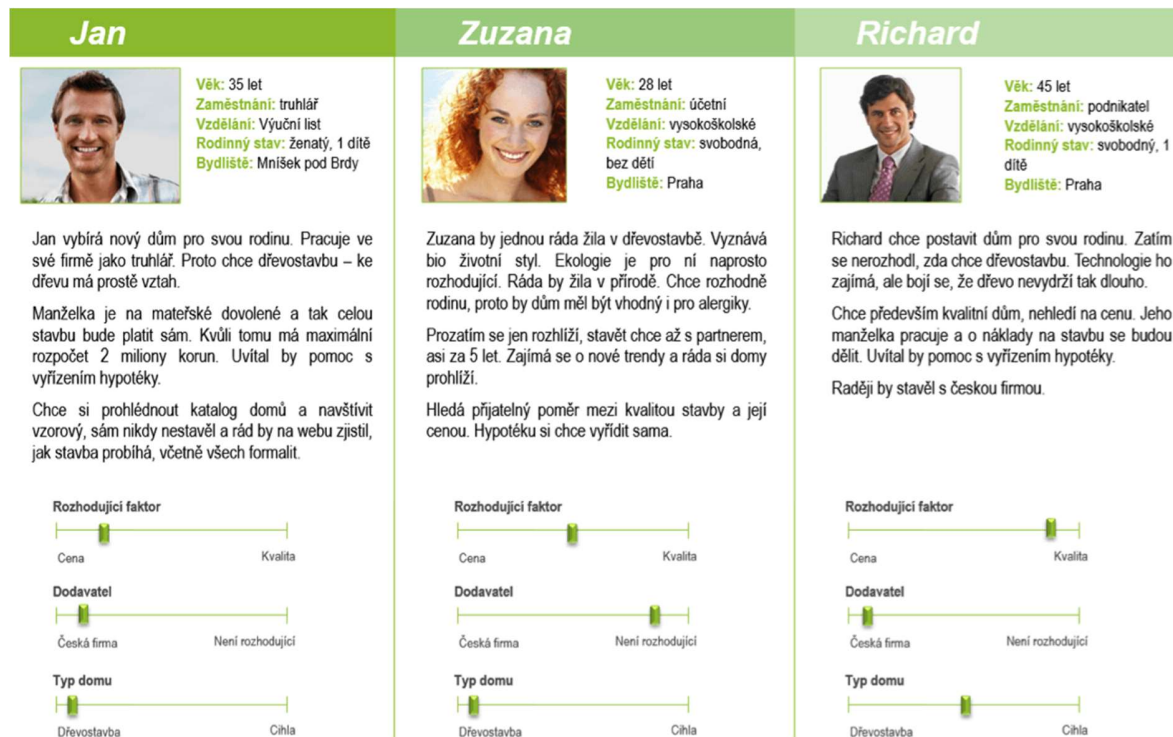 Jan
Věk: 35 let
Zaměstnání: truhlář
Vzdělání: Výuční list
Rodinný stav: ženatý, 1 dítě
Bydliště: Mníšek pod Brdy
Jan vybírá nový dům pro svou rodinu. Pracuje ve
své firmě jako truhlář. Proto chce dřevostavbu – ke
dřevu má prostě vztah.
Manželka je na mateřské dovolené a tak celou
stavbu bude platit sám. Kvůli tomu má maximální
rozpočet 2 miliony korun. Uvítal by pomoc s
vyřízením hypotéky.
Chce si prohlédnout katalog domů a navštívit
vzorový, sám nikdy nestavěl a rád by na webu zjistil,
jak stavba probíhá, včetně všech formalit.
Rozhodující faktor
Cena Kvalita
Dodavatel
Česká firma Není rozhodující
Typ domu
Dřevostavba Cihla
Zuzana
Věk: 28 let
Zaměstnání: účetní
Vzdělání: vysokoškolské
Rodinný stav: svobodná,
bez dětí
Bydliště: Praha
Zuzana by jednou ráda žila v dřevostavbě. Vyznává
bio životní styl. Ekologie je pro ní naprosto
rozhodující. Ráda by žila v přírodě. Chce rozhodně
rodinu, proto by dům měl být vhodný i pro alergiky.
Prozatím se jen rozhlíží, stavět chce až s partnerem,
asi za 5 let. Zajímá se o nové trendy a ráda si domy
prohlíží.
Hledá přijatelný poměr mezi kvalitou stavby a její
cenou. Hypotéku si chce vyřídit sama.
Rozhodující faktor
Cena Kvalita
Dodavatel
Česká firma Není rozhodující
Typ domu
Dřevostavba Cihla
Richard
Věk: 45 let
Zaměstnání: podnikatel
Vzdělání: vysokoškolské
Rodinný stav: svobodný, 1
dítě
Bydliště: Praha
Richard chce postavit dům pro svou rodinu. Zatím
se nerozhodl, zda chce dřevostavbu. Technologie ho
zajímá, ale bojí se, že dřevo nevydrží tak dlouho.
Chce především kvalitní dům, nehledí na cenu. Jeho
manželka pracuje a o náklady na stavbu se budou
dělit. Uvítal by pomoc s vyřízením hypotéky.
Raději by stavěl s českou firmou.
Rozhodující faktor
Cena Kvalita
Dodavatel
Česká firma Není rozhodující
Typ domu
Dřevostavba Cihla